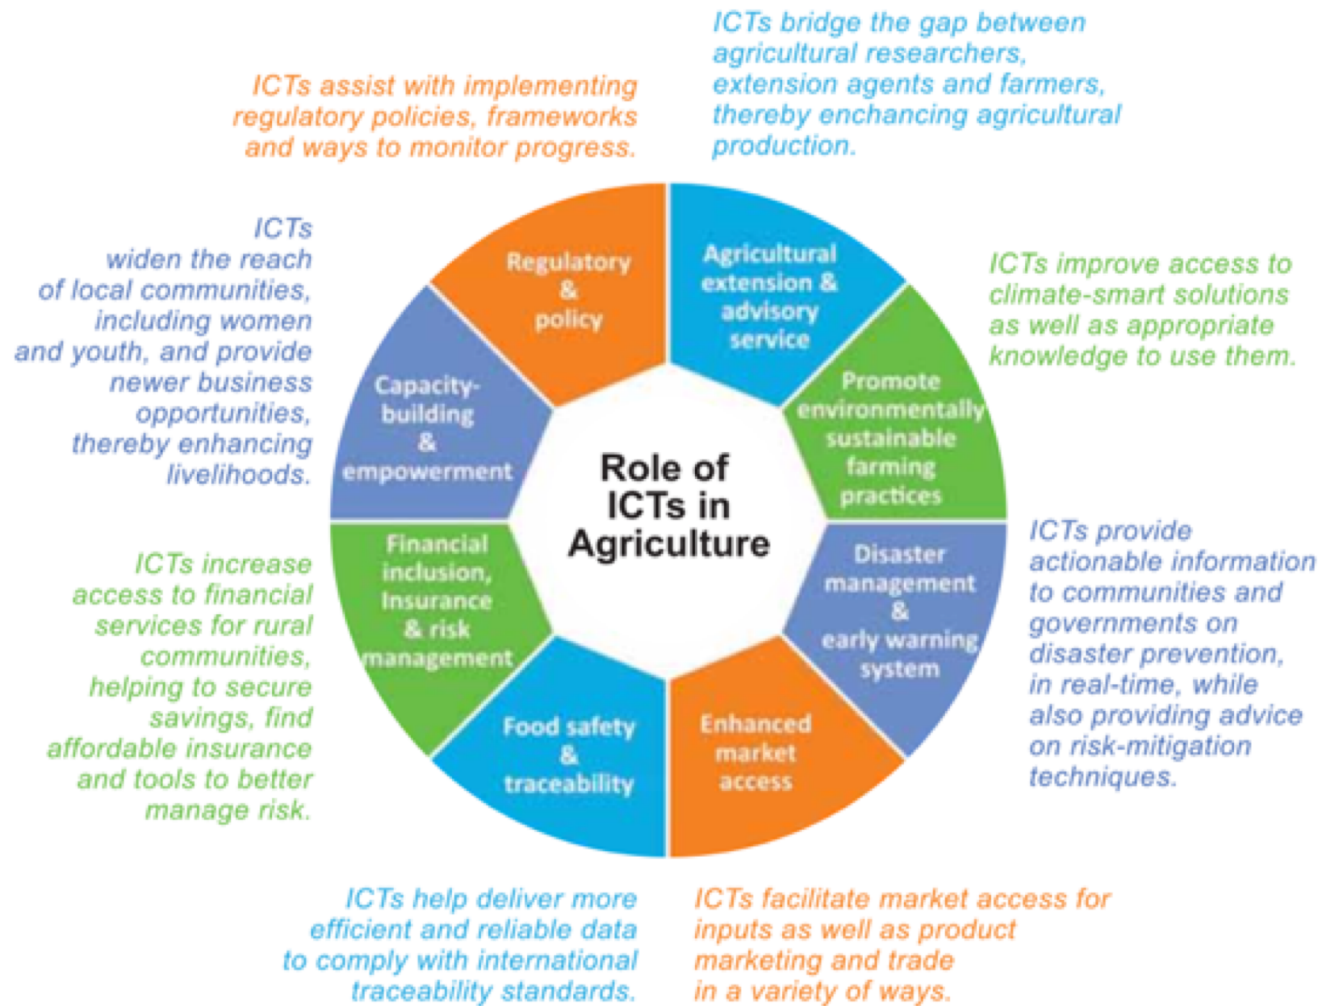 ICTs bridge the gap between
agricultural researchers,
extension agents and farmers,
thereby enchancing agricultural
production.
ICTs assist with implementing
regulatory policies, frameworks
and ways to monitor progress.
ICTs
widen the reach
of local communities,
including women
and youth, and provide
newer business
opportunities,
thereby enhancing
livelihoods.
Regulatory
&
policy
Agricultural
extension &
advisory
service
ICTs improve access to
climate-smart solutions
as well as appropriate
knowledge to use them.
Capacity-
building
&
empowerment
Promote
environmentally
sustainable
farming
practices
Role of
ICTs in
Agriculture
ICTs increase
access to financial
services for rural
communities,
helping to secure
savings, find
affordable insurance
and tools to better
manage risk.
Financial
inclusion,
Insurance
& risk
management
Disaster
management
&
early warning
system
ICTs provide
actionable information
to communities and
governments on
disaster prevention,
in real-time, while
also providing advice
on risk-mitigation
techniques.
Food safety
&
traceability
Enhanced
market
access
ICTs help deliver more
efficient and reliable data
to comply with international
traceability standards.
ICTs facilitate market access for
inputs as well as product
marketing and trade
in a variety of ways.